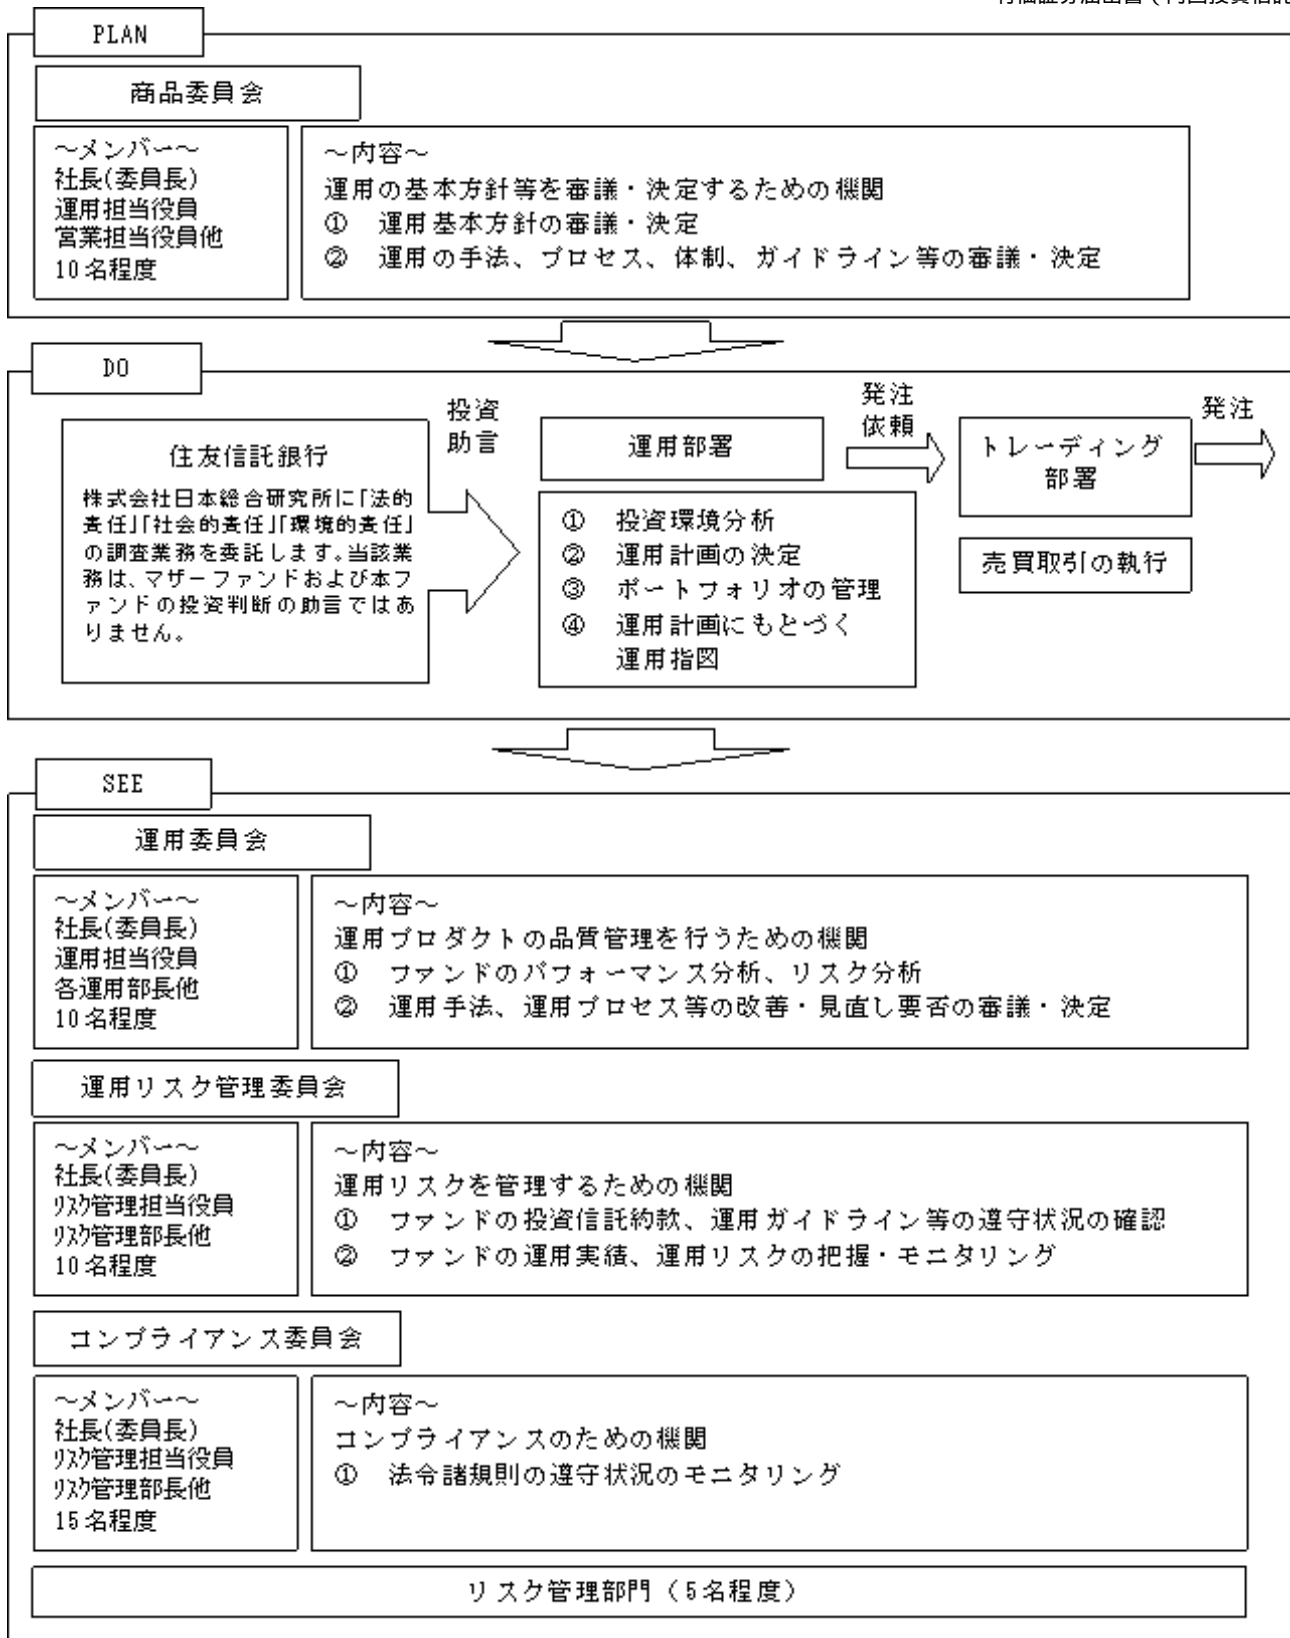 PLAN
商品委員会
～メンバー～
社長(委員長)
運用担当役員
営業担当役員他
10名程度
～内容～
運用の基本方針等を審議・決定するための機関
① 運用基本方針の審議・決定
② 運用の手法、プロセス、体制、ガイドライン等の審議・決定
DO
住友信託銀行
株式会社日本総合研究所に「法的
責任」「社会的責任」「環境的責任」
の調査業務を委託します。当該業
務は、マザーファンドおよび本フ
ァンドの投資判断の助言ではあ
りません。
投資
助言
運用部署
① 投資環境分析
② 運用計画の決定
③ ポートフォリオの管理
④ 運用計画にもとづく
運用指図
発注
依頼
トレーディング
部署
売買取引の執行
発注
SEE
運用委員会
～メンバー～
社長(委員長)
運用担当役員
各運用部長他
10名程度
～内容～
運用プロダクトの品質管理を行うための機関
① ファンドのパフォーマンス分析、リスク分析
② 運用手法、運用プロセス等の改善・見直し要否の審議・決定
運用リスク管理委員会
～メンバー～
社長(委員長)
ﾘｽｸ管理担当役員
ﾘｽｸ管理部長他
10名程度
～内容～
運用リスクを管理するための機関
① ファンドの投資信託約款、運用ガイドライン等の遵守状況の確認
② ファンドの運用実績、運用リスクの把握・モニタリング
コンプライアンス委員会
～メンバー～
社長(委員長)
ﾘｽｸ管理担当役員
ﾘｽｸ管理部長他
15名程度
～内容～
コンプライアンスのための機関
① 法令諸規則の遵守状況のモニタリング
リスク管理部門（5名程度）